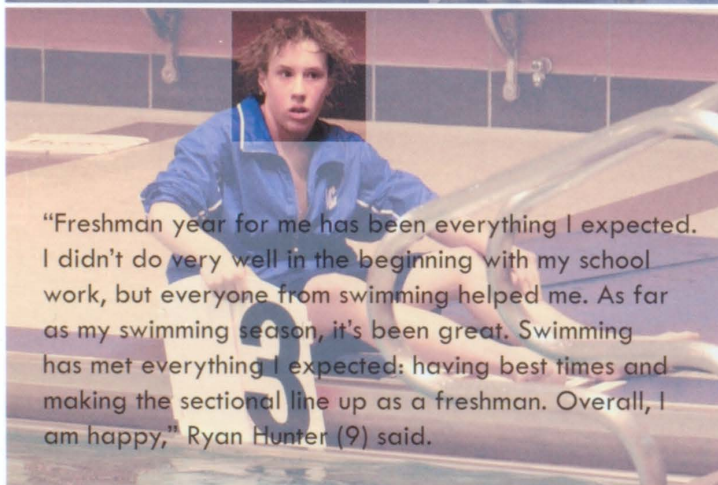 “Freshman year for me has been everything I expected.
I didn’t do very well in the beginning with my school
work, but everyone from swimming helped me. As far
as my swimming season, it’s been great. Swimming
has met everything I expected: having best times and
making the sectional line up as a freshman. Overall, I
am happy,” Ryan Hunter (9) said.
3